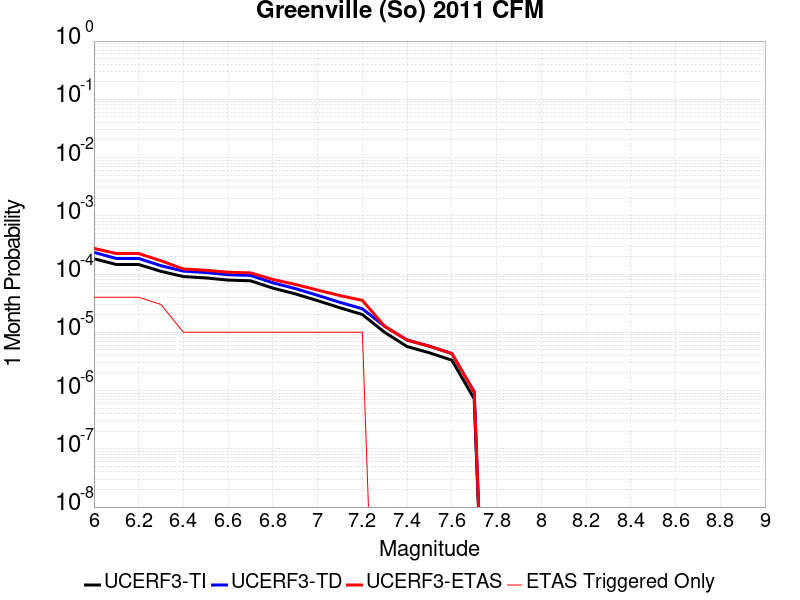 Greenville (So) 2011 CFM
10^0
10^-1
10^-2
10^-3
10^-4
10^-5
10^-6
10^-7
10^-8
1 Month Probability
6 6.2 6.4 6.6 6.8 7 7.2 7.4 7.6 7.8 8 8.2 8.4 8.6 8.8 9
Magnitude
UCERF3-TI UCERF3-TD UCERF3-ETAS ETAS Triggered Only